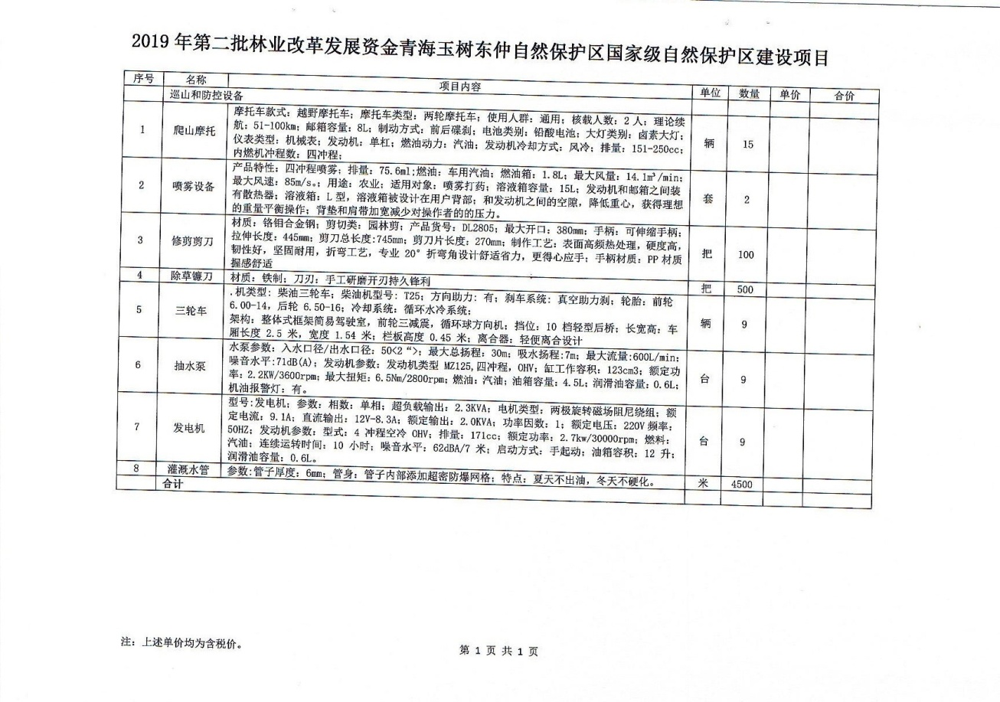 2019 年第二批林业改革发展资金青海玉树东仲自然保护区国家级自然保护区建设项目
序号 名称 项目内容 单位 数量 单价 合价
巡山和防控设备
1 爬山摩托 摩托车款式：越野摩托车；摩托车类型：两轮摩托车；使用人群：通用；核载人数：2 人；理论续
航：51-100km；邮箱容量：8L；制动方式：前后碟刹；电池类别：铅酸电池；大灯类别：卤素大灯；
仪表类型：机械表；发动机：单杠；燃油动力：汽油；发动机冷却方式：风冷；排量：151-250cc；
内燃机冲程数：四冲程；
辆 15
2 喷雾设备 产品特性：四冲程喷雾；排量：75.6ml;燃油：车用汽油；燃油箱：1.8L；最大风量：14.1m³/min；
最大风速：85m/s。；用途：农业；适用对象：喷雾打药；溶液箱容量：15L；发动机和邮箱之间装
有散热器；溶液箱：L 型，溶液箱被设计在用户背部；和发动机之间的空隙，降低重心，获得理想
的重量平衡操作；背垫和肩带加宽减少对操作者的的压力。
套 2
3 修剪剪刀 材质：铬钼合金钢；剪切类：园林剪；产品货号：DL2805；最大开口：380mm；手柄：可伸缩手柄；
拉伸长度：445mm；剪刀总长度:745mm；剪刀片长度：270mm；制作工艺：表面高频热处理，硬度高，
韧性好，坚固耐用，折弯工艺，专业 20° 折弯角设计舒适省力，更得心应手；手柄材质：PP 材质
握感舒适
把 100
4 除草镰刀 材质：铁制；刀刃：手工研磨开刃持久锋利 把 500
5 三轮车 .机类型：柴油三轮车；柴油机型号：T25；方向助力：有；刹车系统：真空助力刹；轮胎：前轮
6.00-14，后轮 6.50-16；冷却系统：循环水冷系统；
架构：整体式框架简易驾驶室，前轮三减震，循环球方向机；挡位：10 档轻型后桥；长宽高：车
厢长度 2.5 米，宽度 1.54 米；栏板高度 0.45 米；离合器：轻便离合设计
辆 9
6 抽水泵 水泵参数：入水口径/出水口径：50<2 “>；最大总扬程：30m；吸水扬程:7m；最大流量:600L/min；
噪音水平:71dB(A)；发动机参数：发动机类型 MZ125,四冲程，OHV；缸工作容积：123cm3；额定功
率：2.2KW/3600rpm；最大扭矩：6.5Nm/2800rpm；燃油：汽油；油箱容量：4.5L；润滑油容量：0.6L；
机油报警灯：有。
台 9
7 发电机 型号:发电机；参数：相数：单相；超负载输出：2.3KVA；电机类型：两极旋转磁场阻尼绕组；额
定电流：9.1A；直流输出：12V-8.3A；额定输出：2.0KVA；功率因数：1；额定电压：220V 频率：
50HZ；发动机参数：型式：4 冲程空冷 OHV；排量：171cc；额定功率：2.7kw/30000rpm；燃料：
汽油；连续运转时间：10 小时；噪音水平：62dBA/7 米；启动方式：手起动；油箱容积：12 升；
润滑油容量：0.6L。
台 9
8 灌溉水管 参数:管子厚度：6mm；管身：管子内部添加超密防爆网格；特点：夏天不出油，冬天不硬化。 米 4500
合计
注：上述单价均为含税价。
第 1 页 共 1 页